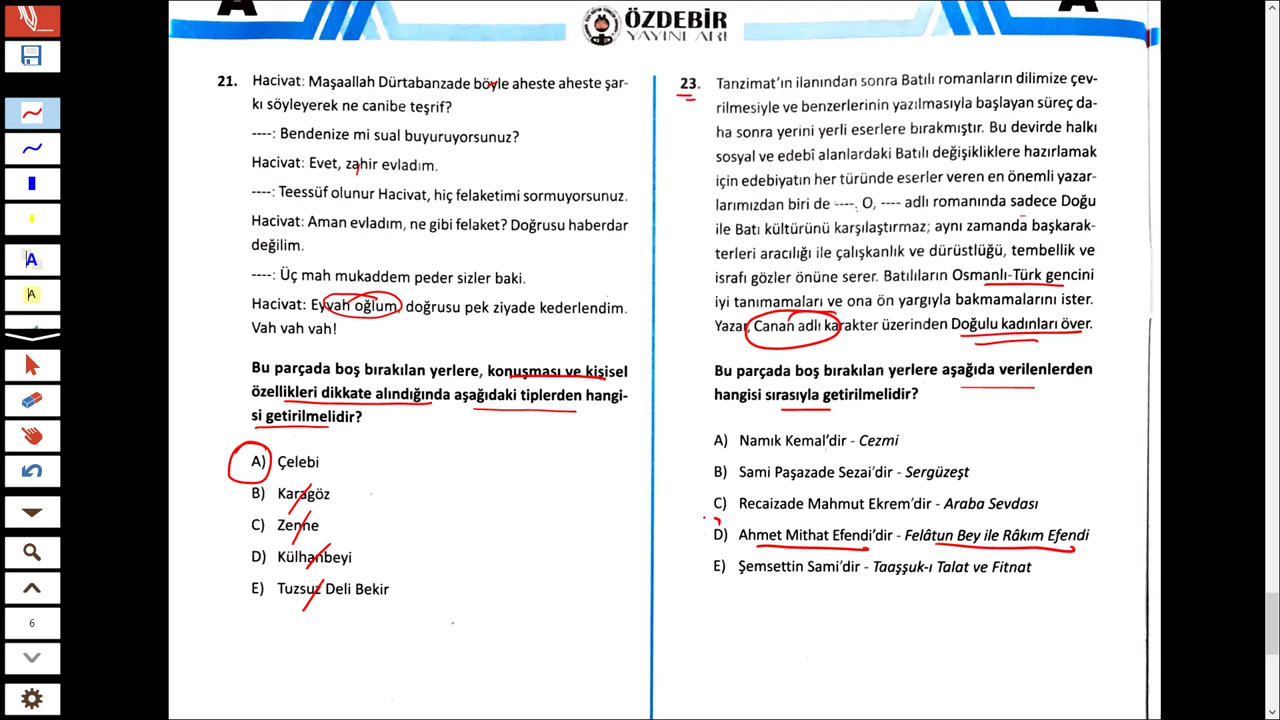 ÖZDEBİR
YAYINLARI
21. Hacivat: Maşaallah Dürtabanzade böyle aheste aheste şar-
kı söyleyerek ne canibe teşrif?
----: Bendenize mi sual buyuruyorsunuz?
Hacivat: Evet, zahir evladım.
----: Teessüf olunur Hacivat, hiç felaketimi sormuyorsunuz.
Hacivat: Aman evladım, ne gibi felaket? Doğrusu haberdar
değilim.
----: Üç mah mukaddem peder sizler baki.
Hacivat: Eyvah oğlum, doğrusu pek ziyade kederlendim.
Vah vah vah!
Bu parçada boş bırakılan yerlere, konuşması ve kişisel
özellikleri dikkate alındığında aşağıdaki tiplerden hangi-
si getirilmelidir?
A) Çelebi
B) Karagöz
C) Zenne
D) Külhanbeyi
E) Tuzsuz Deli Bekir
23. Tanzimat'ın ilanından sonra Batılı romanların dilimize çev-
rilmesiyle ve benzerlerinin yazılmasıyla başlayan süreç da-
ha sonra yerini yerli eserlere bırakmıştır. Bu devirde halkı
sosyal ve edebî alanlardaki Batılı değişikliklere hazırlamak
için edebiyatın her türünde eserler veren en önemli yazar-
larımızdan biri de ----. O, ---- adlı romanında sadece Doğu
ile Batı kültürünü karşılaştırmaz; aynı zamanda başkarak-
terleri aracılığı ile çalışkanlık ve dürüstlüğü, tembellik ve
israfı gözler önüne serer. Batılıların Osmanlı-Türk gencini
iyi tanımamaları ve ona ön yargıyla bakmamalarını ister.
Yazar, Canan adlı karakter üzerinden Doğulu kadınları över.
Bu parçada boş bırakılan yerlere aşağıda verilenlerden
hangisi sırasıyla getirilmelidir?
A) Namık Kemal'dir - Cezmi
B) Sami Paşazade Sezai'dir - Sergüzeşt
C) Recaizade Mahmut Ekrem'dir - Araba Sevdası
D) Ahmet Mithat Efendi'dir - Felâtun Bey ile Râkım Efendi
E) Şemsettin Sami'dir - Taaşşuk-ı Talat ve Fitnat
A
A
6